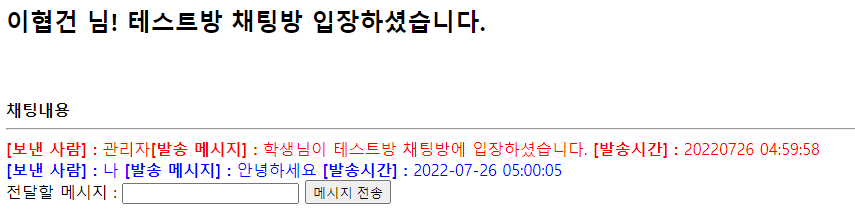 이협건 님! 테스트방 채팅방 입장하셨습니다.
채팅내용
[보낸 사람] : 관리자[발송 메시지] : 학생님이 테스트방 채팅방에 입장하셨습니다. [발송시간] : 20220726 04:59:58
[보낸 사람] : 나 [발송 메시지] : 안녕하세요 [발송시간] : 2022-07-26 05:00:05
전달할 메시지 : 메시지 전송